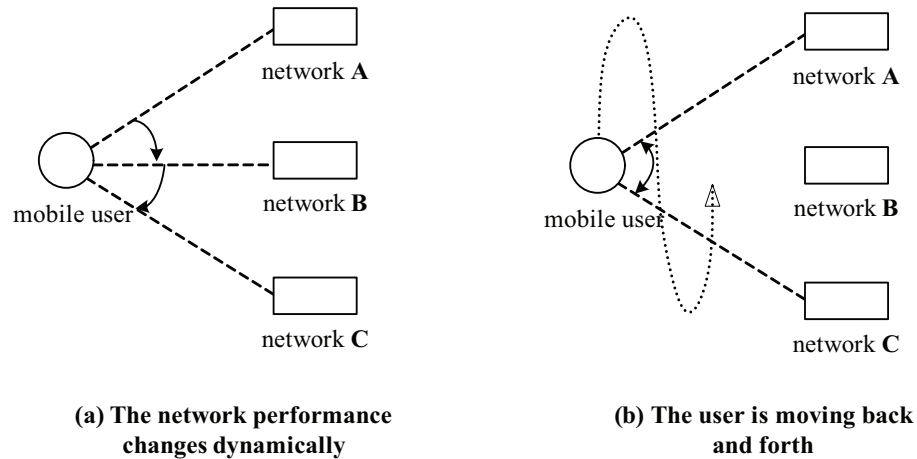 network A
mobile user
network B
network C
(a) The network performance
changes dynamically
network A
mobile user
network B
network C
(b) The user is moving back
and forth